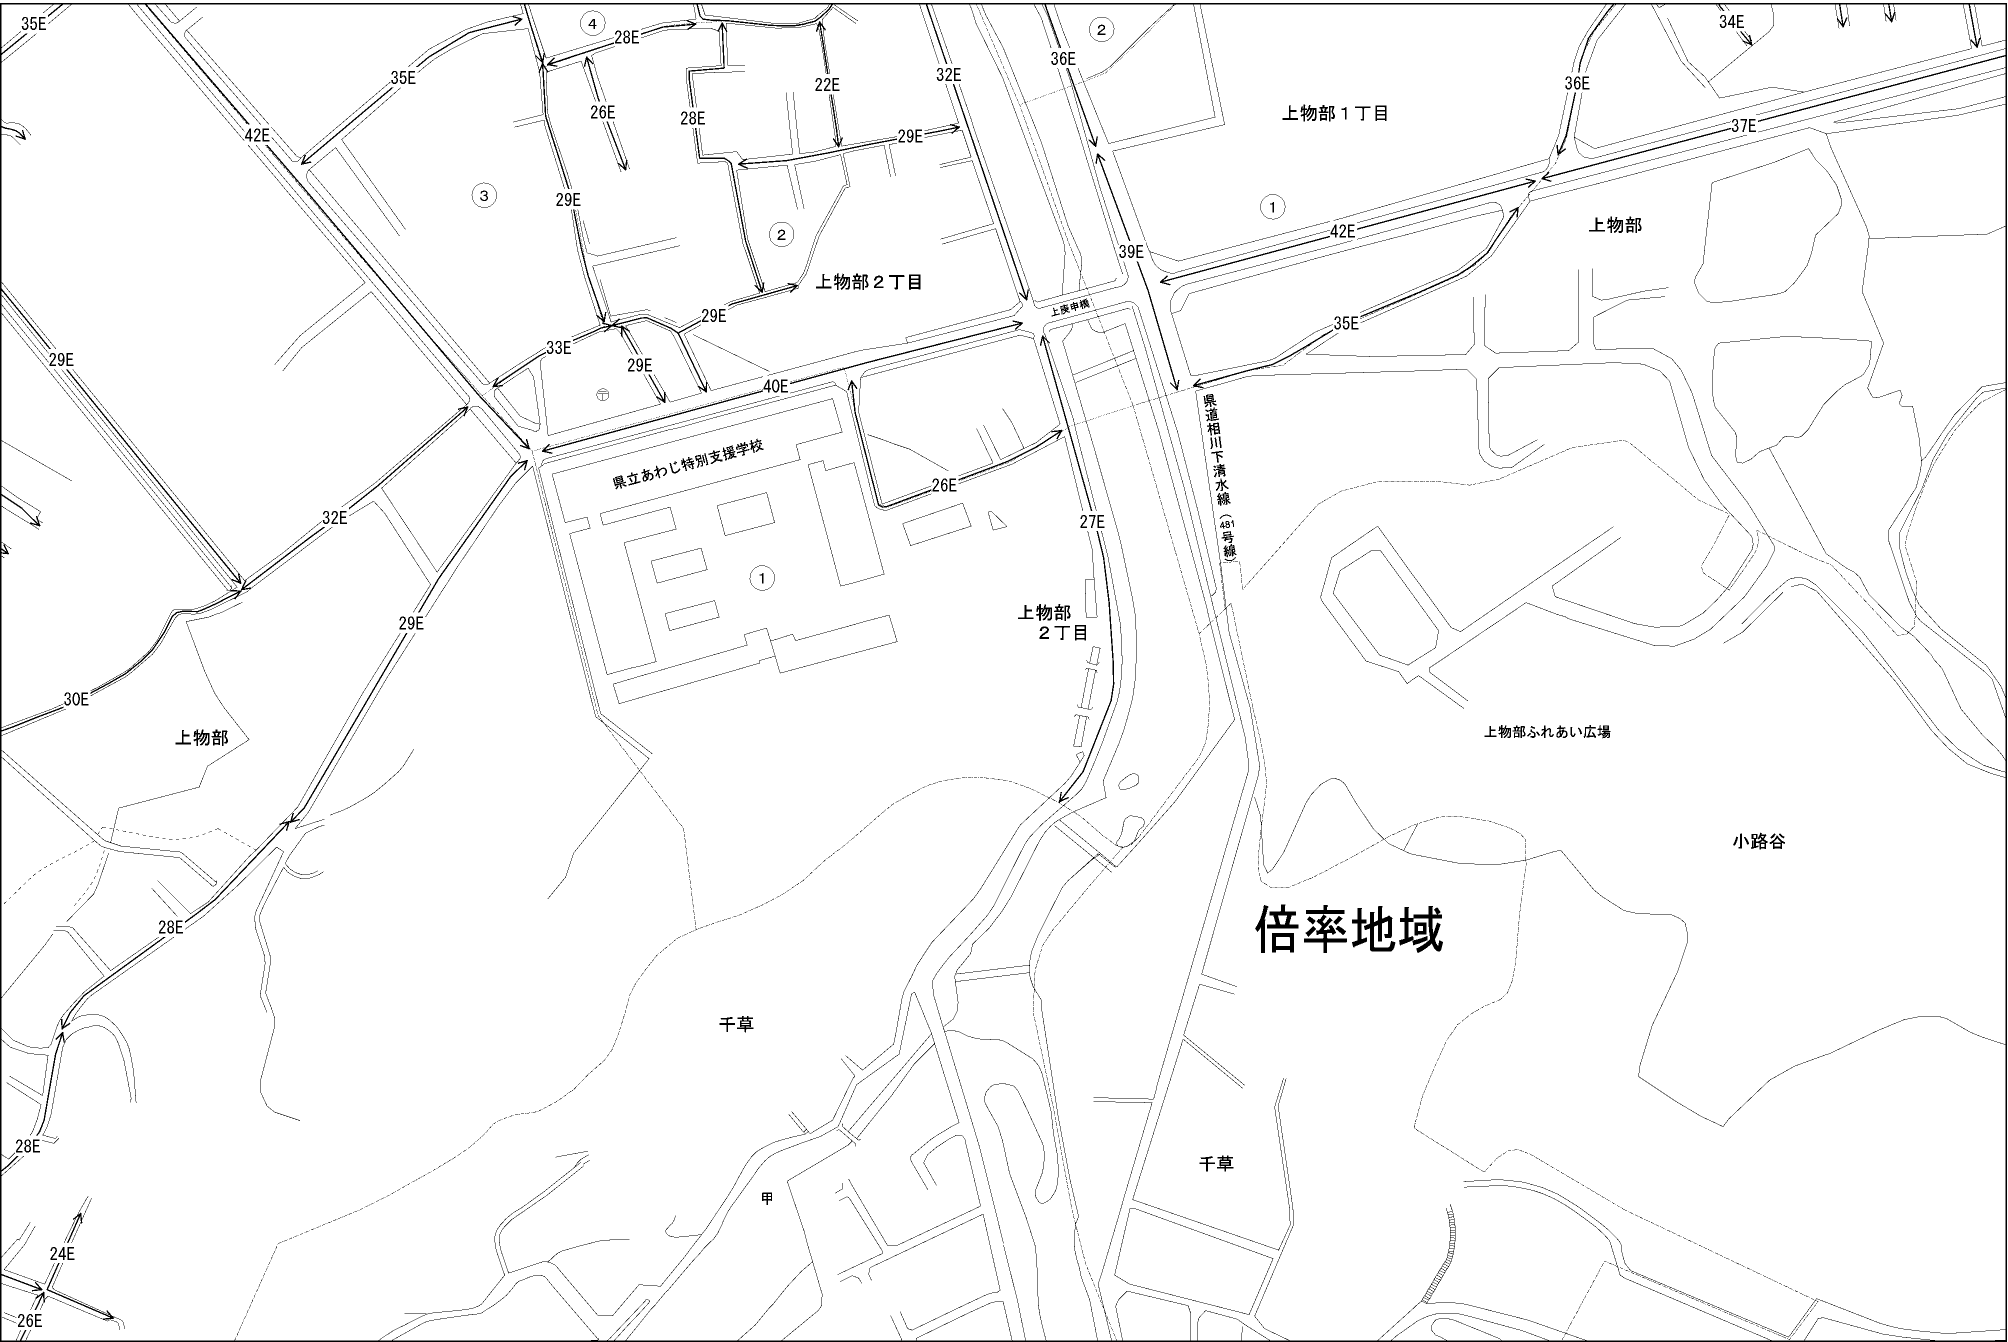 35E
④
28E
②
34E
36E
32E
35E
22E
36E
26E
28E
上物部１丁目
37E
42E
29E
③
29E
①
上物部
②
42E
39E
上物部２丁目
上庚申橋
29E
35E
33E
29E
29E
40E
〒
県道相川下清水線（481号線）
県立あわじ特別支援学校
26E
32E
27E
①
29E
上物部
２丁目
30E
上物部
上物部ふれあい広場
小路谷
28E
倍率地域
千草
28E
千草
甲
24E
26E